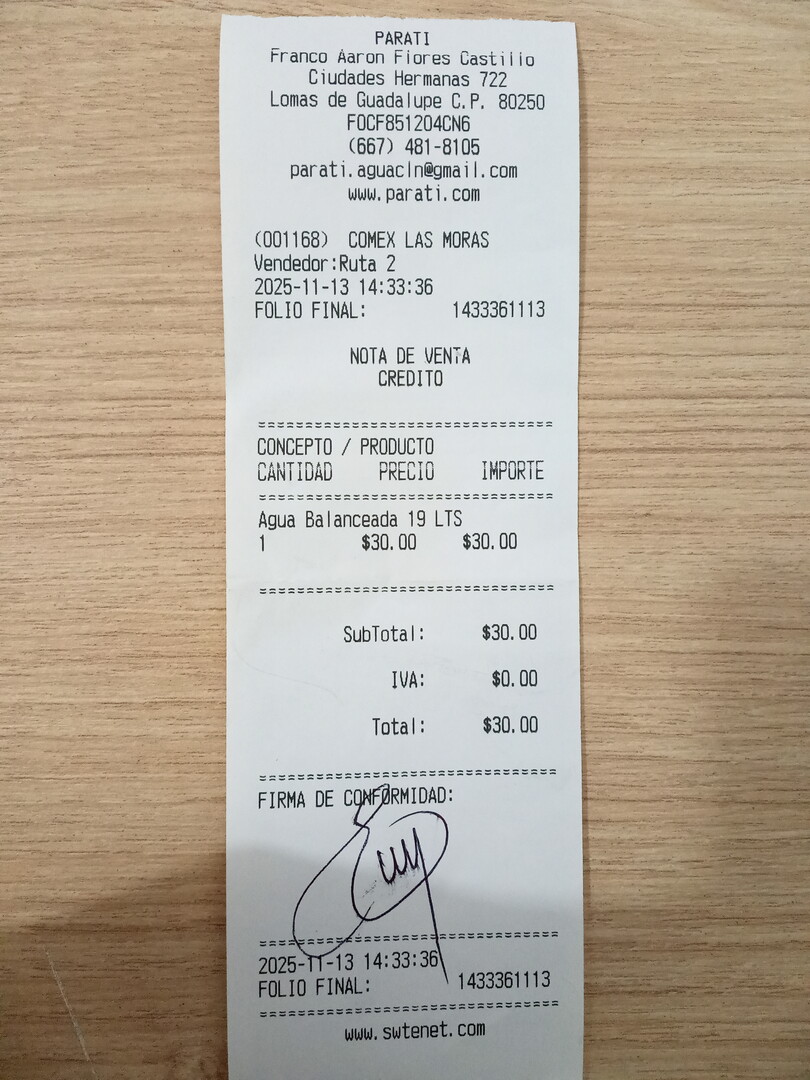 PARATI
Franco Aaron Flores Castillo
Ciudades Hermanas 722
Lomas de Guadalupe C.P. 80250
FOCF851204CN6
(667) 481-8105
parati.aguacln@gmail.com
www.parati.com
(001168) COMEX LAS MORAS
Vendedor:Ruta 2
2025-11-13 14:33:36
FOLIO FINAL: 1433361113
NOTA DE VENTA
CREDITO
==============================
CONCEPTO / PRODUCTO
CANTIDAD PRECIO IMPORTE
==============================
Agua Balanceada 19 LTS
1 $30.00 $30.00
==============================
SubTotal: $30.00
IVA: $0.00
Total: $30.00
==============================
FIRMA DE CONFORMIDAD:
==============================
2025-11-13 14:33:36
FOLIO FINAL: 1433361113
==============================
www.swtenet.com